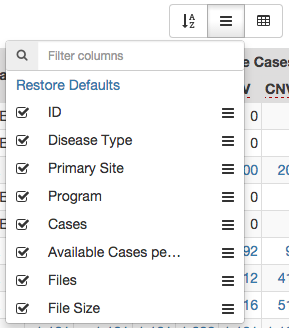 A
Z
Filter columns
e Cases
Restore Defaults
CNV
ID
0
Disease Type
0
Primary Site
00
20
Program
0
Cases
0
Available Cases pe…
92
9
Files
12
41
File Size
16
51